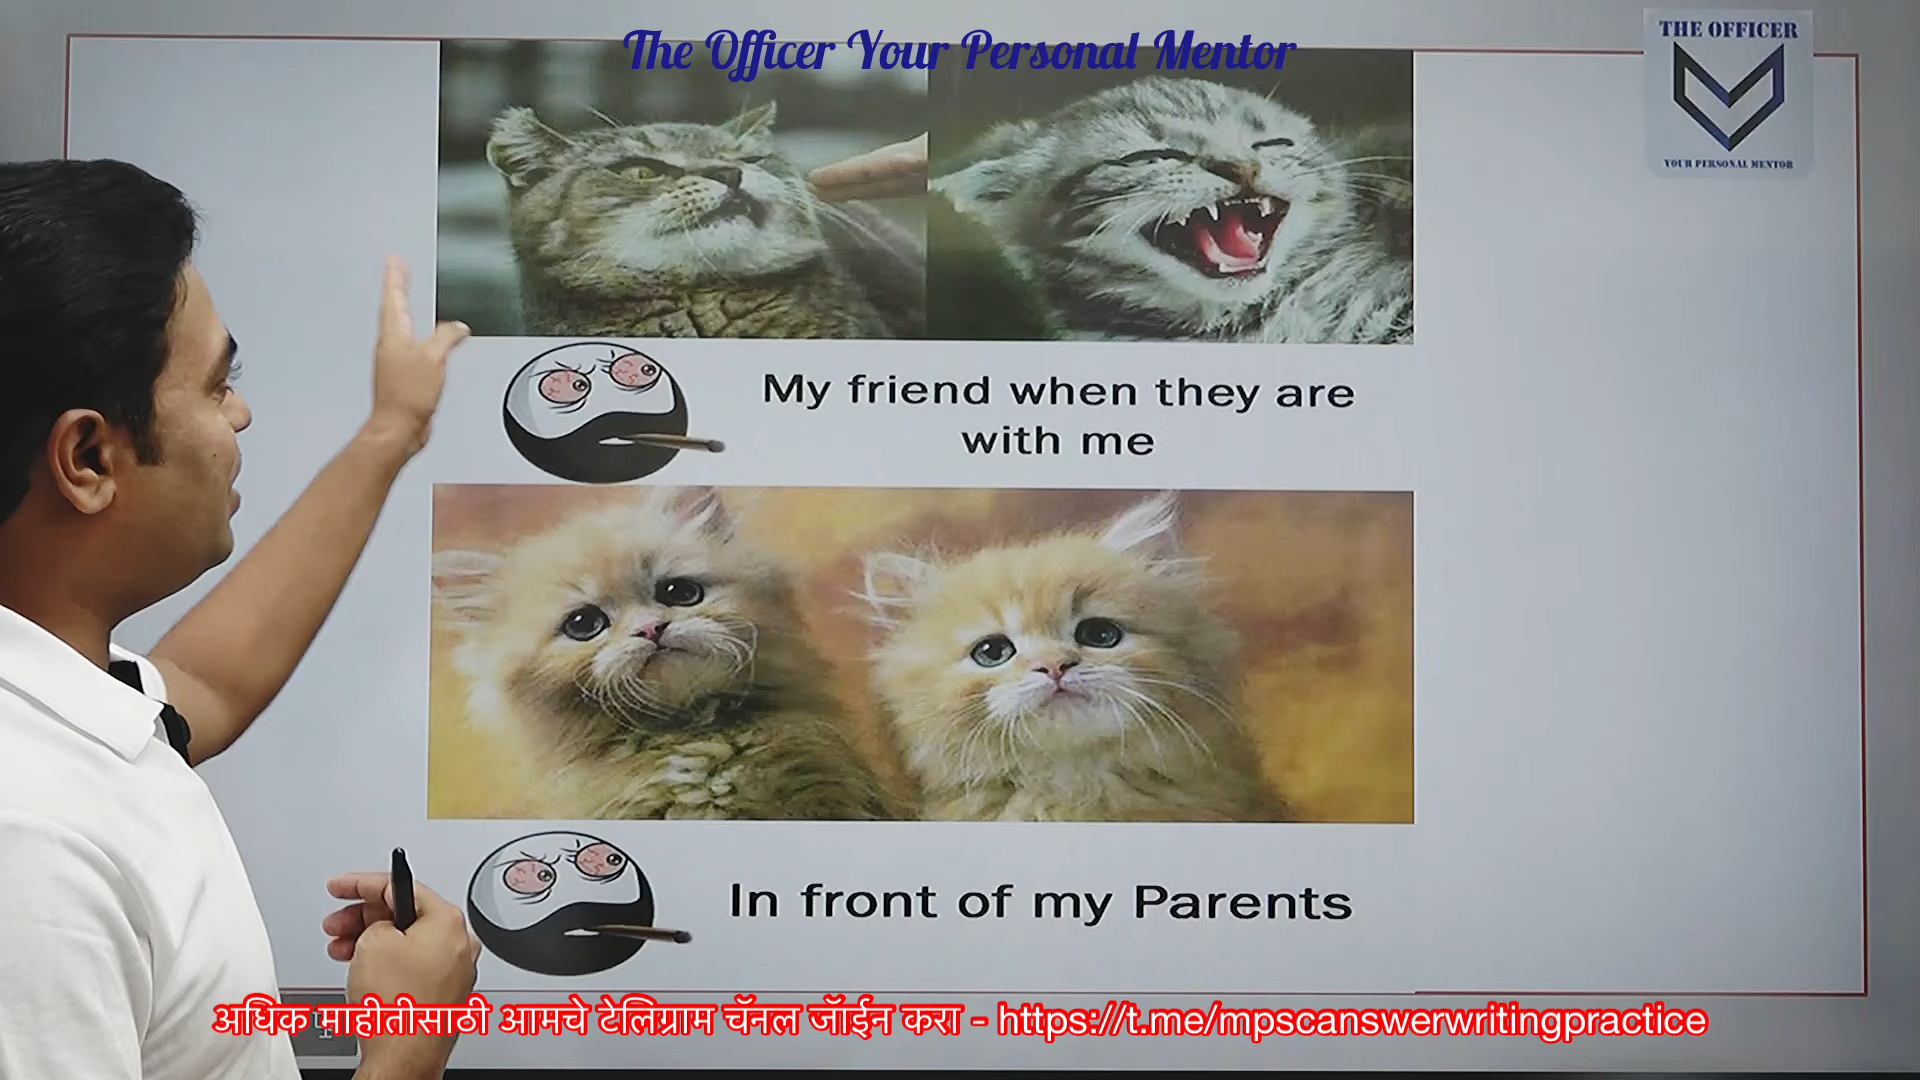 The Officer Your Personal Mentor
THE OFFICER
YOUR PERSONAL MENTOR
My friend when they are
with me
In front of my Parents
अधिक माहीतीसाठी आमचे टेलिग्राम चॅनल जॉईन करा - https://t.me/mpscanswerwritingpractice